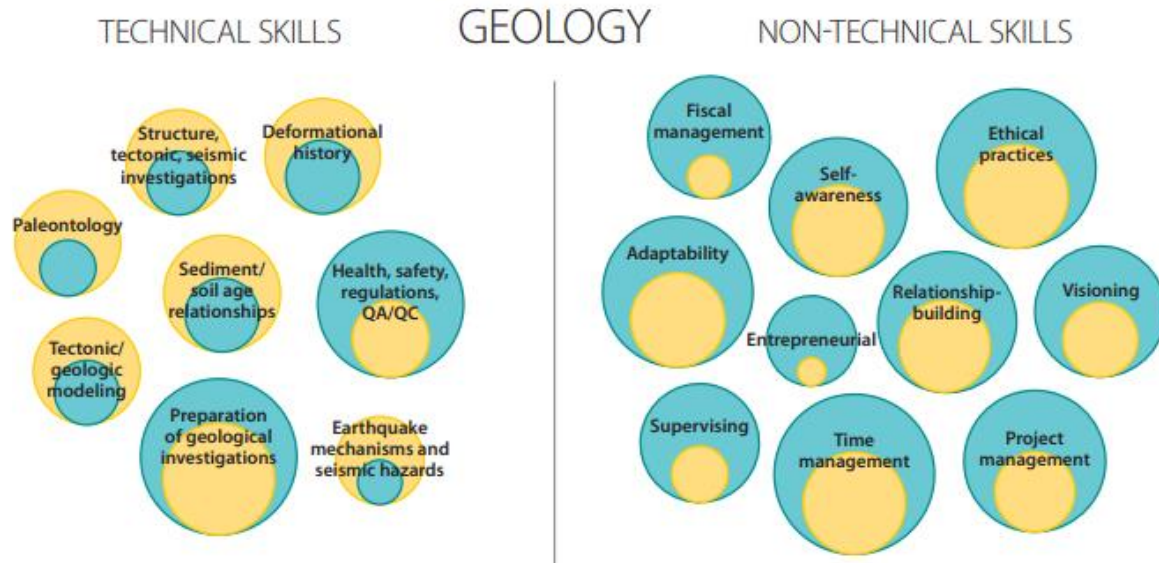 TECHNICAL SKILLS
GEOLOGY
NON-TECHNICAL SKILLS
Structure,
tectonic, seismic
investigations
Deformational
history
Paleontology
Sediment/
soil age
relationships
Health, safety,
regulations,
QA/QC
Tectonic/
geologic
modeling
Preparation
of geological
investigations
Earthquake
mechanisms and
seismic hazards
Fiscal
management
Self-
awareness
Ethical
practices
Adaptability
Relationship-
building
Visioning
Entrepreneurial
Supervising
Time
management
Project
management